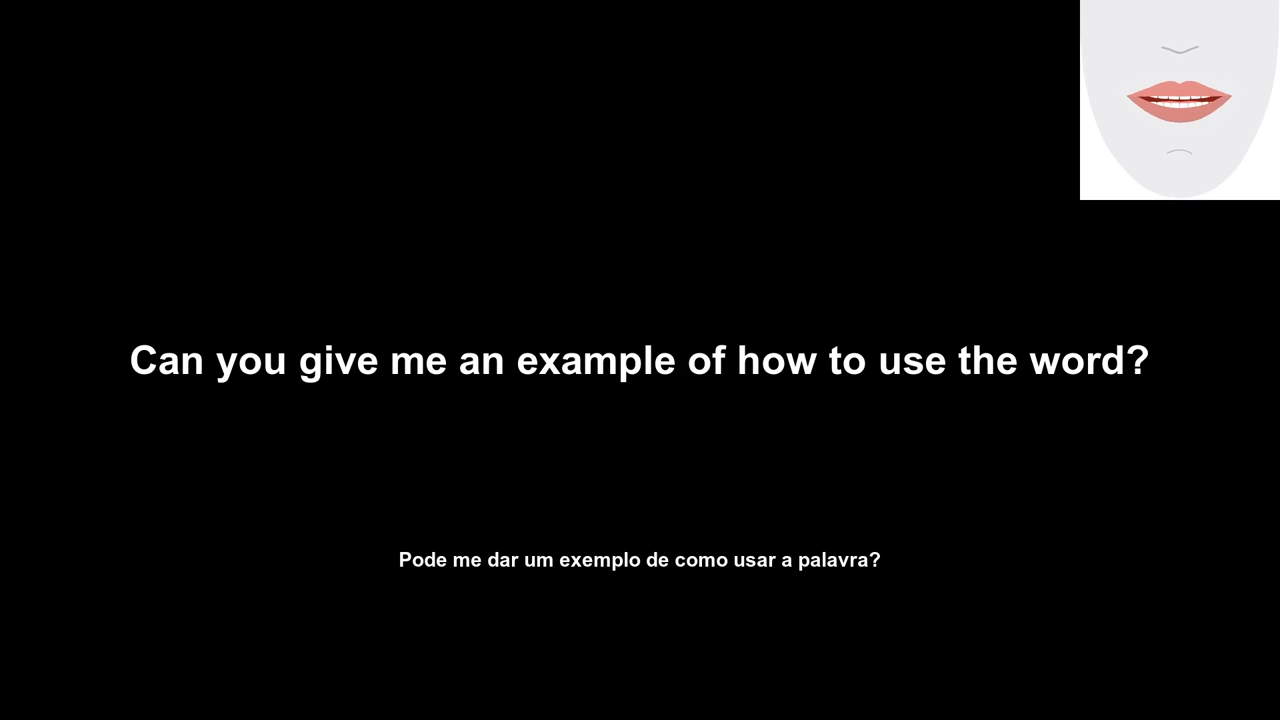 Can you give me an example of how to use the word?
Pode me dar um exemplo de como usar a palavra?